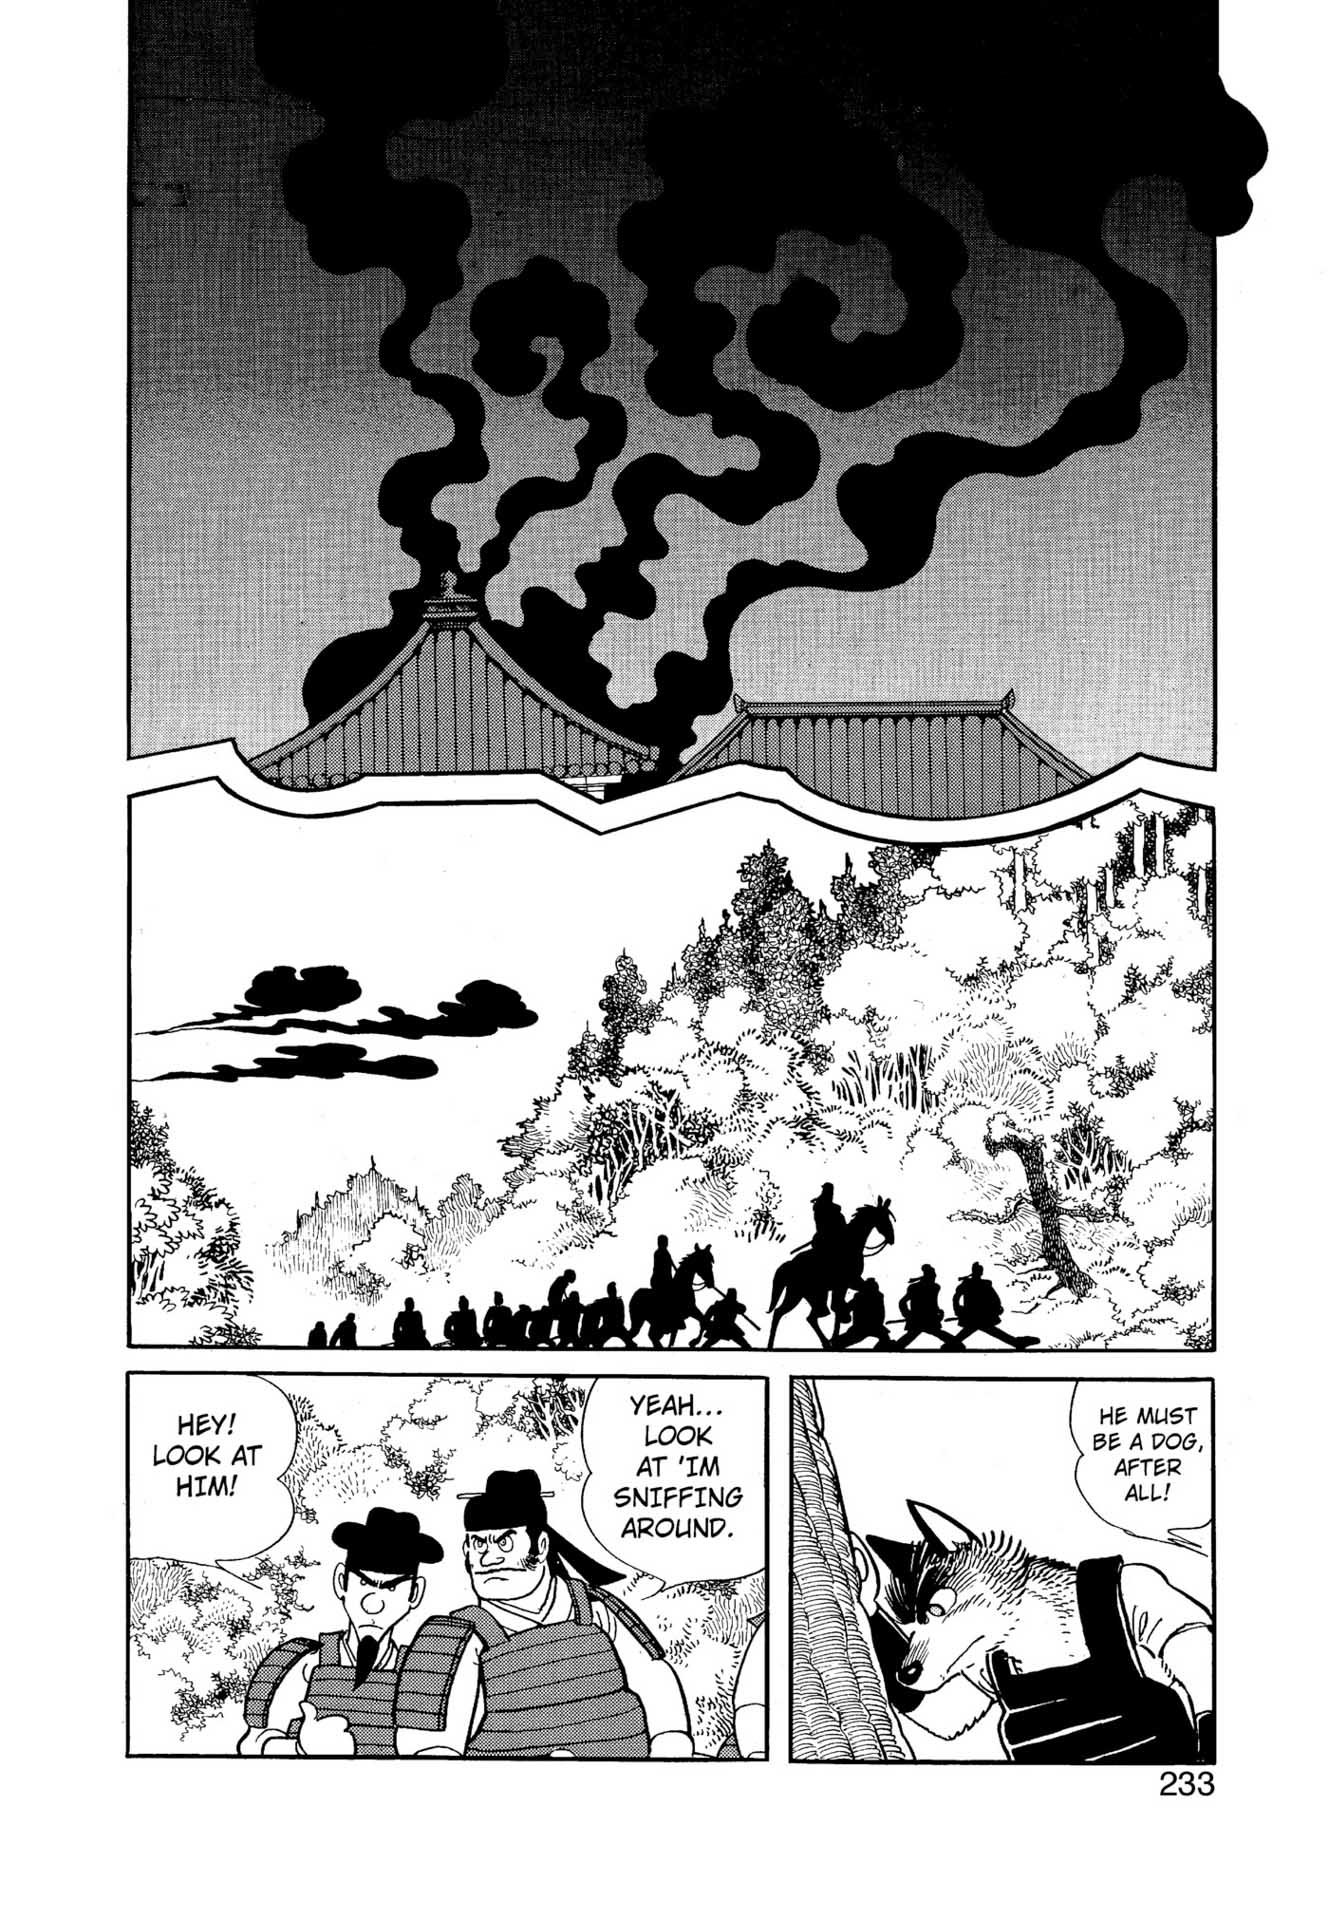 HEY!
LOOK AT
HIM!
YEAH...
LOOK
AT 'IM
SNIFFING
AROUND.
HE MUST
BE A DOG,
AFTER
ALL!
233